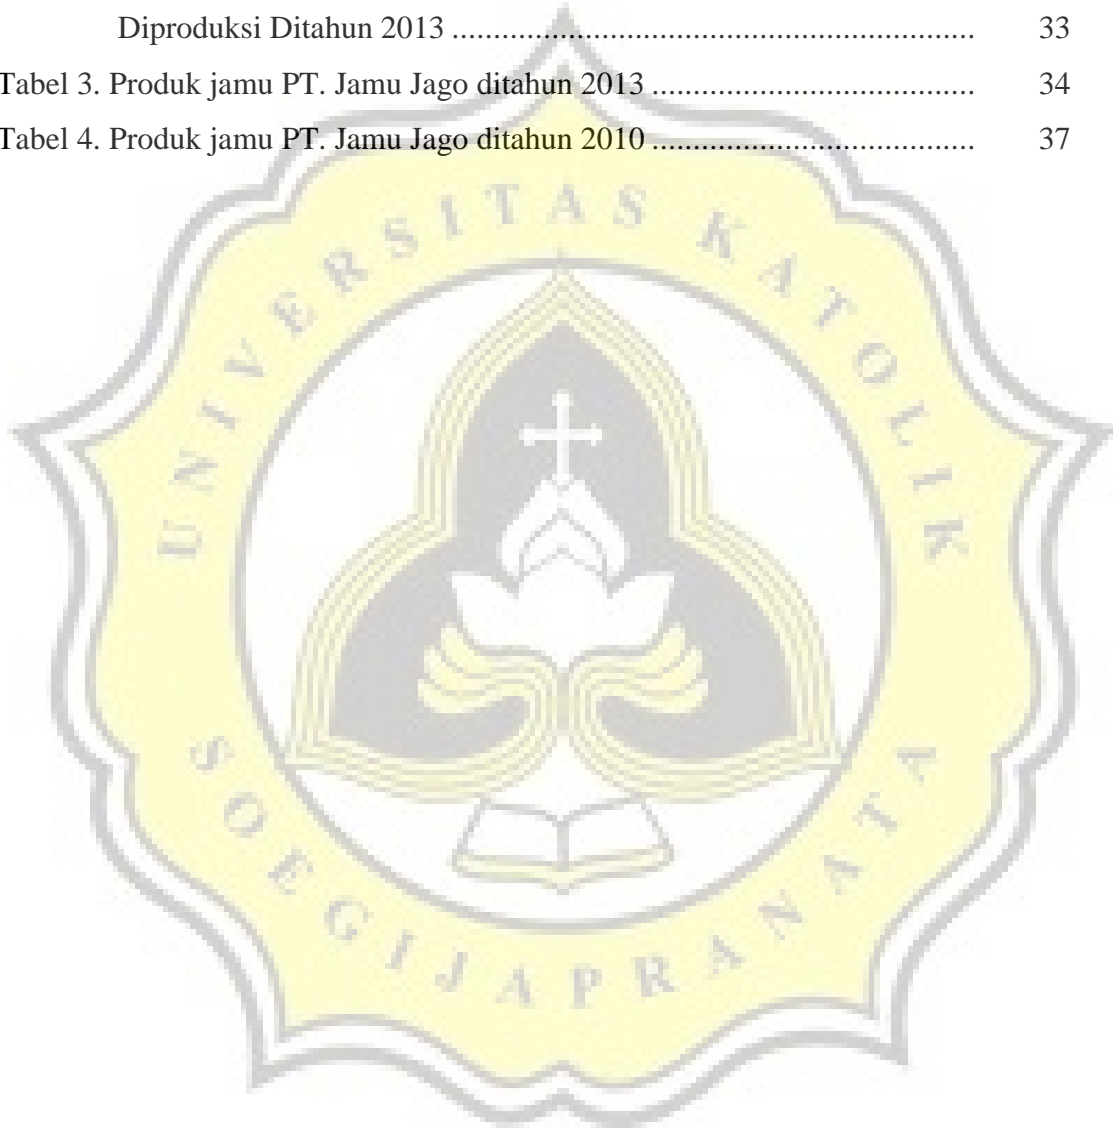 Diproduksi Ditahun 2013 ................................................................ 33
Tabel 3. Produk jamu PT. Jamu Jago ditahun 2013 ....................................... 34
Tabel 4. Produk jamu PT. Jamu Jago ditahun 2010 ....................................... 37
UNIVERSITAS KATOLIK
SOEGIJAPRANATA